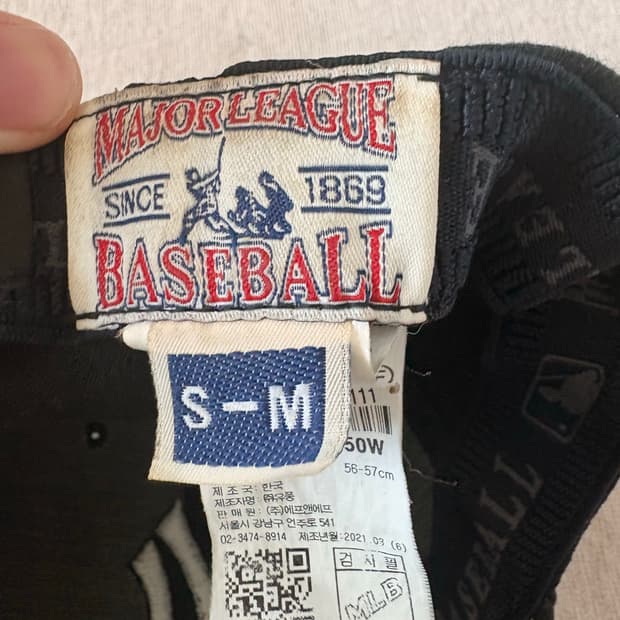 MAJOR LEAGUE
SINCE 1869
BASEBALL
S-M
111
50W
56-57cm
제 조 국: 한국
제조자명: ㈜유풍
판 매 원: (주)에프앤에프
서울시 강남구 언주로 541
02-3474-8914 제조년월: 2021.03 (6)
검 사 필
MLB
BASEBALL